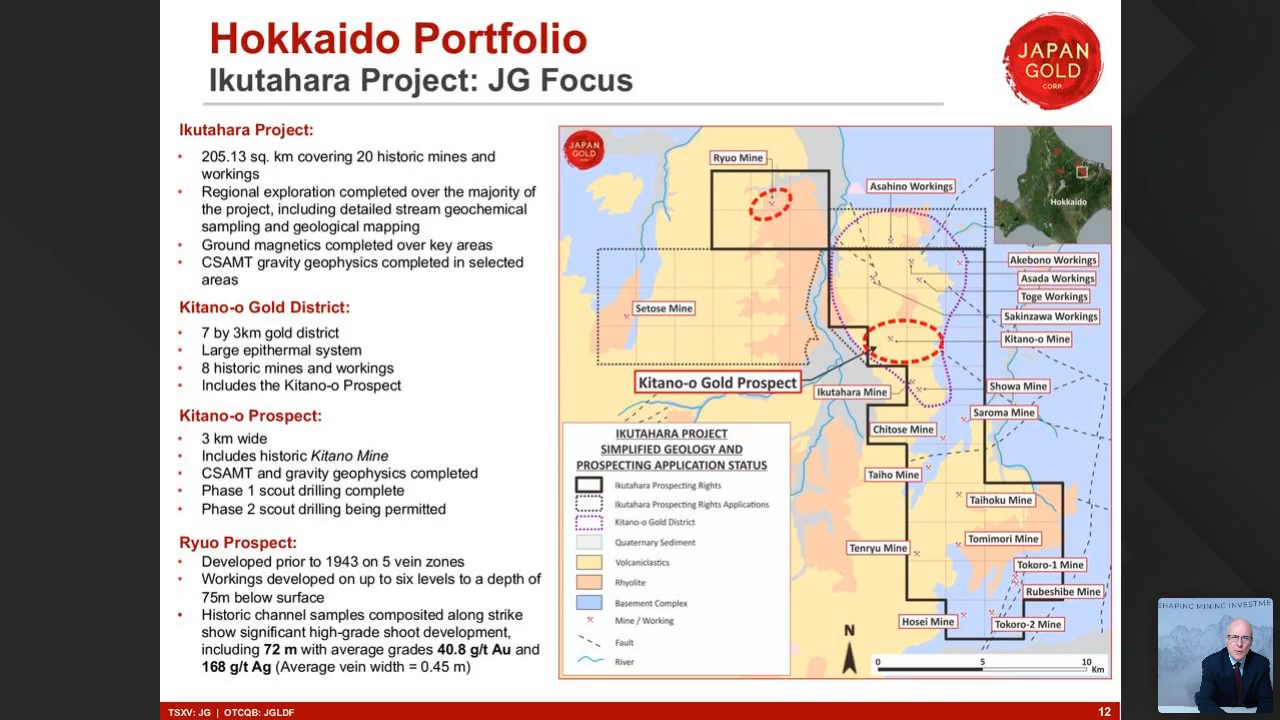 Hokkaido Portfolio
Ikutahara Project: JG Focus
JAPAN
GOLD
CORP.
Ikutahara Project:
• 205.13 sq. km covering 20 historic mines and
workings
• Regional exploration completed over the majority of
the project, including detailed stream geochemical
sampling and geological mapping
• Ground magnetics completed over key areas
• CSAMT gravity geophysics completed in selected
areas
Kitano-o Gold District:
• 7 by 3km gold district
• Large epithermal system
• 8 historic mines and workings
• Includes the Kitano-o Prospect
Kitano-o Prospect:
• 3 km wide
• Includes historic Kitano Mine
• CSAMT and gravity geophysics completed
• Phase 1 scout drilling complete
• Phase 2 scout drilling being permitted
Ryuo Prospect:
• Developed prior to 1943 on 5 vein zones
• Workings developed on up to six levels to a depth of
75m below surface
• Historic channel samples composited along strike
show significant high-grade shoot development,
including 72 m with average grades 40.8 g/t Au and
168 g/t Ag (Average vein width = 0.45 m)
JAPAN
GOLD
Ryuo Mine
Asahino Workings
Hokkaido
Akebono Workings
Asada Workings
Toge Workings
Sakinzawa Workings
Setose Mine
Kitano-o Mine
Kitano-o Gold Prospect
Ikutahara Mine
Showa Mine
Saroma Mine
Chitose Mine
Taiho Mine
Taihoku Mine
Tenryu Mine
Tomimori Mine
Tokoro-1 Mine
Rubeshibe Mine
Hosei Mine
Tokoro-2 Mine
IKUTAHARA PROJECT
SIMPLIFIED GEOLOGY AND
PROSPECTING APPLICATION STATUS
Ikutahara Prospecting Rights
Ikutahara Prospecting Rights Applications
Kitano-o Gold District
Quaternary Sediment
Volcaniclastics
Rhyolite
Basement Complex
Mine / Working
Fault
River
N
0 5 10
Km
TSXV: JG | OTCQB: JGLDF
12
SHAPING MINING INVESTME